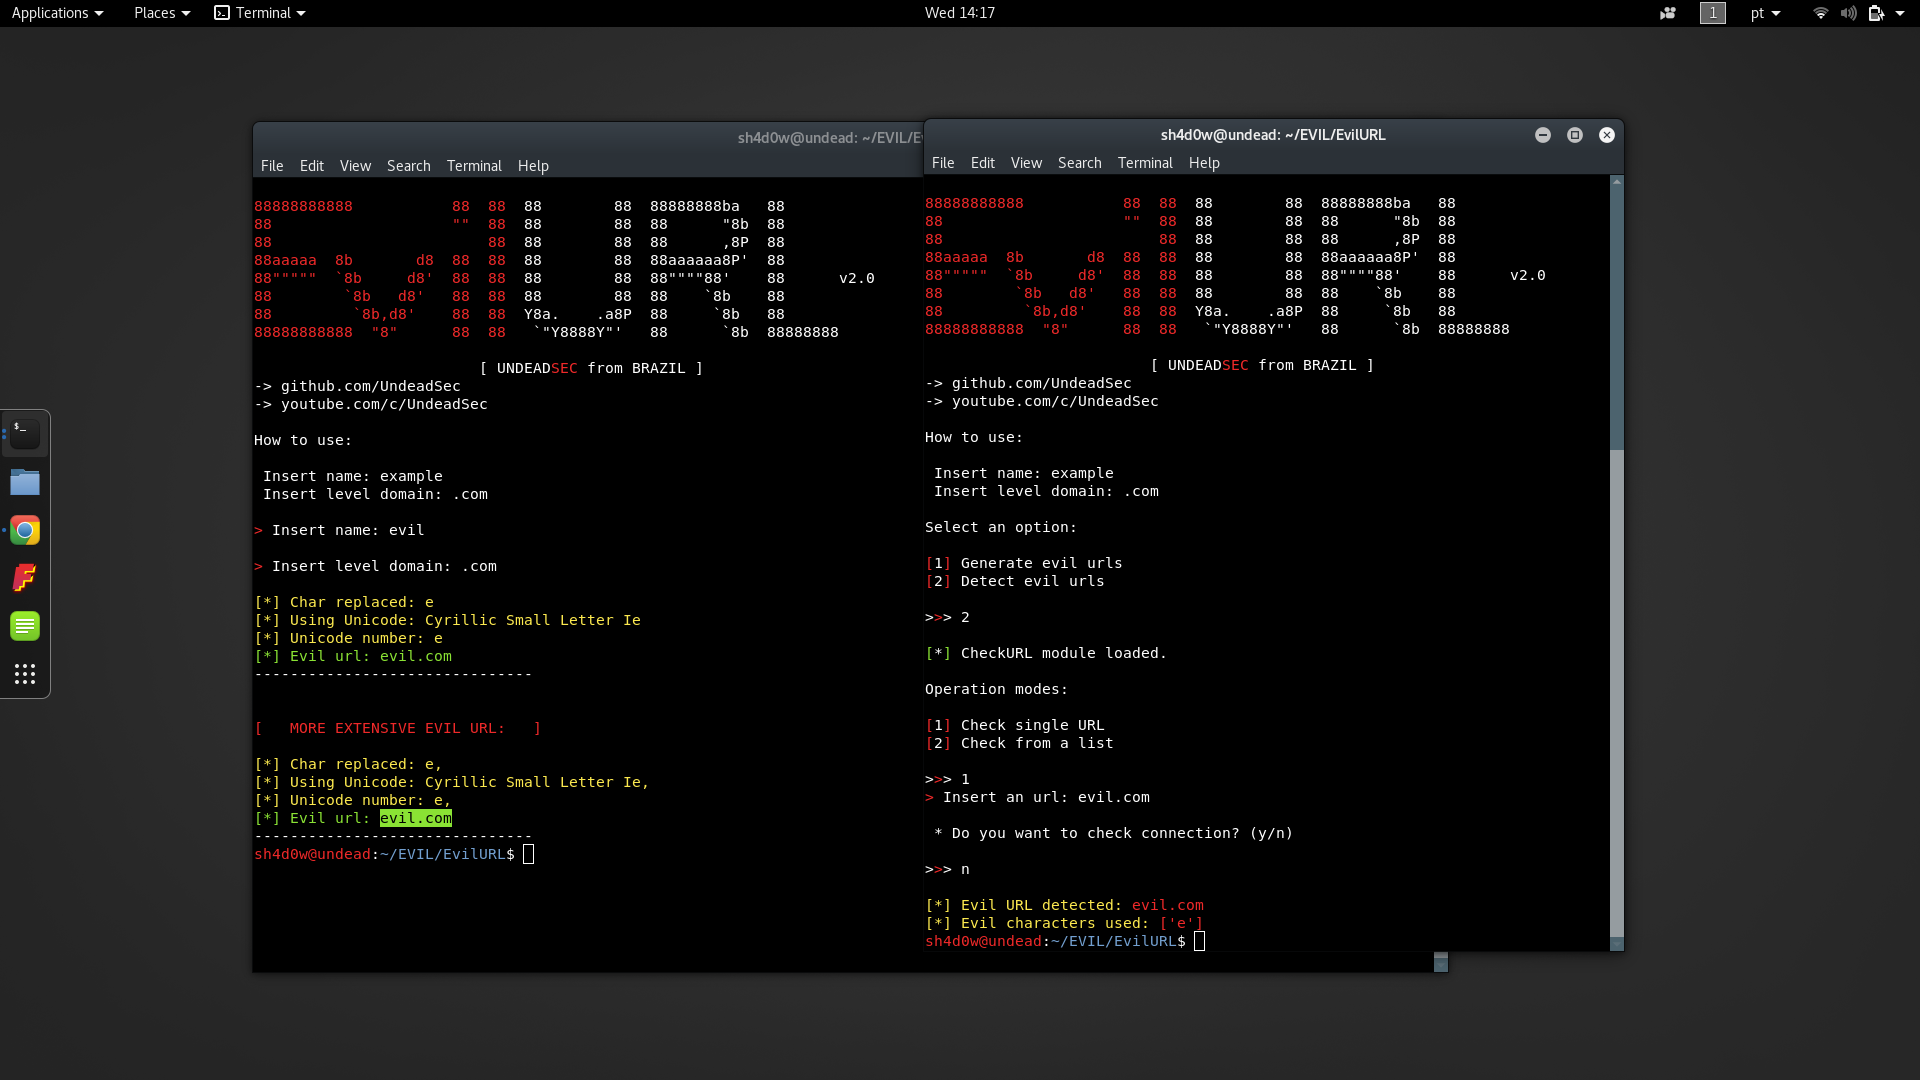 Applications Places Terminal Wed 14:17 1 pt
sh4d0w@undead: ~/EVIL/E
File Edit View Search Terminal Help
88888888888           88  88  88        88  88888888ba   88
88                    ""  88  88        88  88      "8b  88
88                        88  88        88  88      ,8P  88
88aaaaa  8b       d8  88  88  88        88  88aaaaaa8P'  88
88"""""  `8b     d8'  88  88  88        88  88""""88'    88      v2.0
88        `8b   d8'   88  88  88        88  88    `8b    88
88         `8b,d8'    88  88  Y8a.    .a8P  88     `8b   88
88888888888  "8"      88  88   `"Y8888Y"'   88      `8b  88888888
[ UNDEADSEC from BRAZIL ]
-> github.com/UndeadSec
-> youtube.com/c/UndeadSec
How to use:
Insert name: example
Insert level domain: .com
> Insert name: evil
> Insert level domain: .com
[*] Char replaced: e
[*] Using Unicode: Cyrillic Small Letter Ie
[*] Unicode number: е
[*] Evil url: еvil.com
-------------------------------
[   MORE EXTENSIVE EVIL URL:   ]
[*] Char replaced: e,
[*] Using Unicode: Cyrillic Small Letter Ie,
[*] Unicode number: е,
[*] Evil url: еvil.com
-------------------------------
sh4d0w@undead:~/EVIL/EvilURL$
sh4d0w@undead: ~/EVIL/EvilURL
File Edit View Search Terminal Help
88888888888           88  88  88        88  88888888ba   88
88                    ""  88  88        88  88      "8b  88
88                        88  88        88  88      ,8P  88
88aaaaa  8b       d8  88  88  88        88  88aaaaaa8P'  88
88"""""  `8b     d8'  88  88  88        88  88""""88'    88      v2.0
88        `8b   d8'   88  88  88        88  88    `8b    88
88         `8b,d8'    88  88  Y8a.    .a8P  88     `8b   88
88888888888  "8"      88  88   `"Y8888Y"'   88      `8b  88888888
[ UNDEADSEC from BRAZIL ]
-> github.com/UndeadSec
-> youtube.com/c/UndeadSec
How to use:
Insert name: example
Insert level domain: .com
Select an option:
[1] Generate evil urls
[2] Detect evil urls
>>> 2
[*] CheckURL module loaded.
Operation modes:
[1] Check single URL
[2] Check from a list
>>> 1
> Insert an url: еvil.com
* Do you want to check connection? (y/n)
>>> n
[*] Evil URL detected: еvil.com
[*] Evil characters used: ['е']
sh4d0w@undead:~/EVIL/EvilURL$